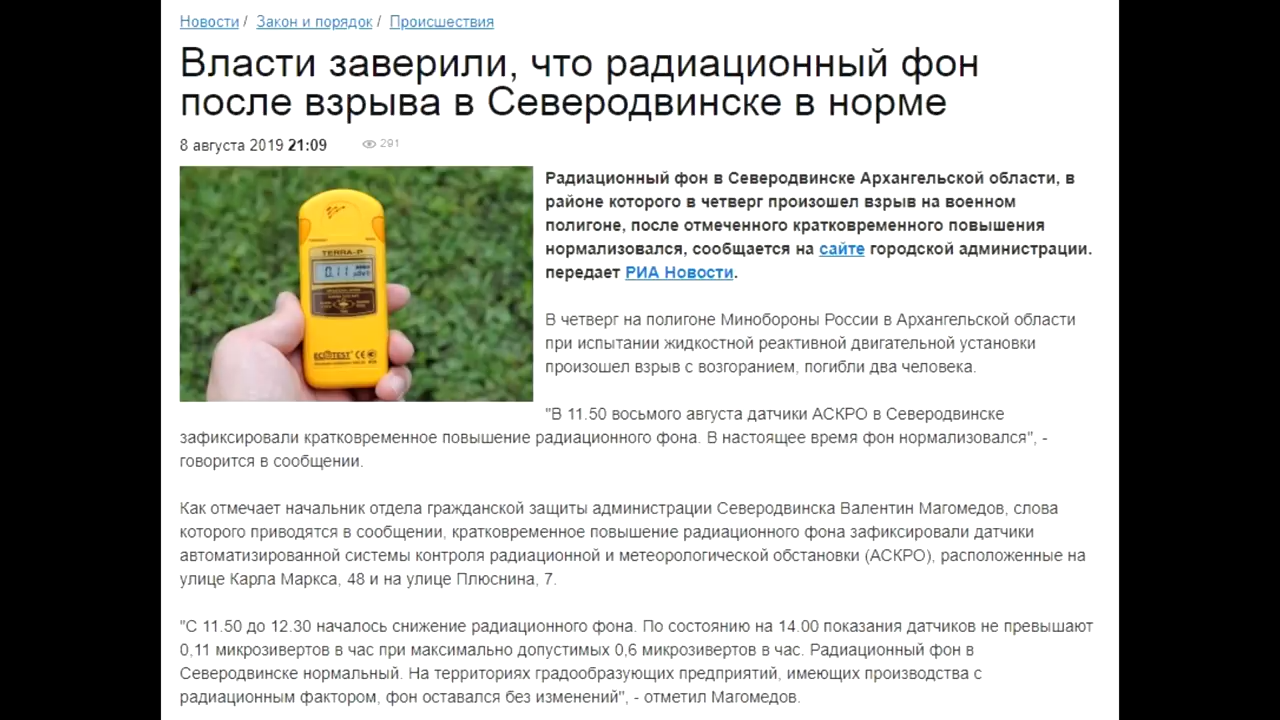 Новости / Закон и порядок / Происшествия
Власти заверили, что радиационный фон
после взрыва в Северодвинске в норме
8 августа 2019 21:09 291
TERRA-P
0.11
ECOTEST CE
Радиационный фон в Северодвинске Архангельской области, в
районе которого в четверг произошел взрыв на военном
полигоне, после отмеченного кратковременного повышения
нормализовался, сообщается на сайте городской администрации.
передает РИА Новости.
В четверг на полигоне Минобороны России в Архангельской области
при испытании жидкостной реактивной двигательной установки
произошел взрыв с возгоранием, погибли два человека.
"В 11.50 восьмого августа датчики АСКРО в Северодвинске
зафиксировали кратковременное повышение радиационного фона. В настоящее время фон нормализовался", -
говорится в сообщении.
Как отмечает начальник отдела гражданской защиты администрации Северодвинска Валентин Магомедов, слова
которого приводятся в сообщении, кратковременное повышение радиационного фона зафиксировали датчики
автоматизированной системы контроля радиационной и метеорологической обстановки (АСКРО), расположенные на
улице Карла Маркса, 48 и на улице Плюснина, 7.
"С 11.50 до 12.30 началось снижение радиационного фона. По состоянию на 14.00 показания датчиков не превышают
0,11 микрозивертов в час при максимально допустимых 0,6 микрозивертов в час. Радиационный фон в
Северодвинске нормальный. На территориях градообразующих предприятий, имеющих производства с
радиационным фактором, фон оставался без изменений", - отметил Магомедов.